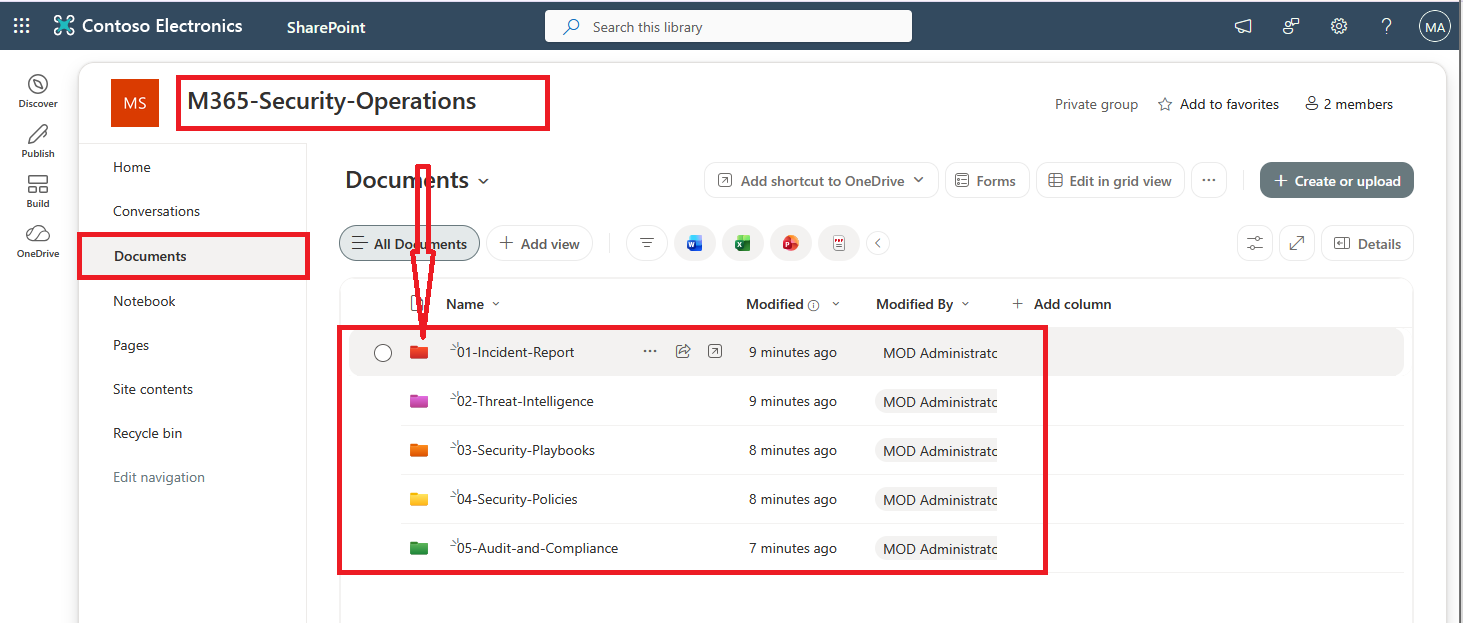 Contoso Electronics
SharePoint
Search this library
MA
Discover
Publish
Build
OneDrive
MS
M365-Security-Operations
Private group
Add to favorites
2 members
Home
Conversations
Documents
Notebook
Pages
Site contents
Recycle bin
Edit navigation
Documents
Add shortcut to OneDrive
Forms
Edit in grid view
Create or upload
All Documents
Add view
PDF
Details
Name
Modified
Modified By
Add column
01-Incident-Report
9 minutes ago
MOD Administratc
02-Threat-Intelligence
9 minutes ago
MOD Administratc
03-Security-Playbooks
8 minutes ago
MOD Administratc
04-Security-Policies
8 minutes ago
MOD Administratc
05-Audit-and-Compliance
7 minutes ago
MOD Administratc